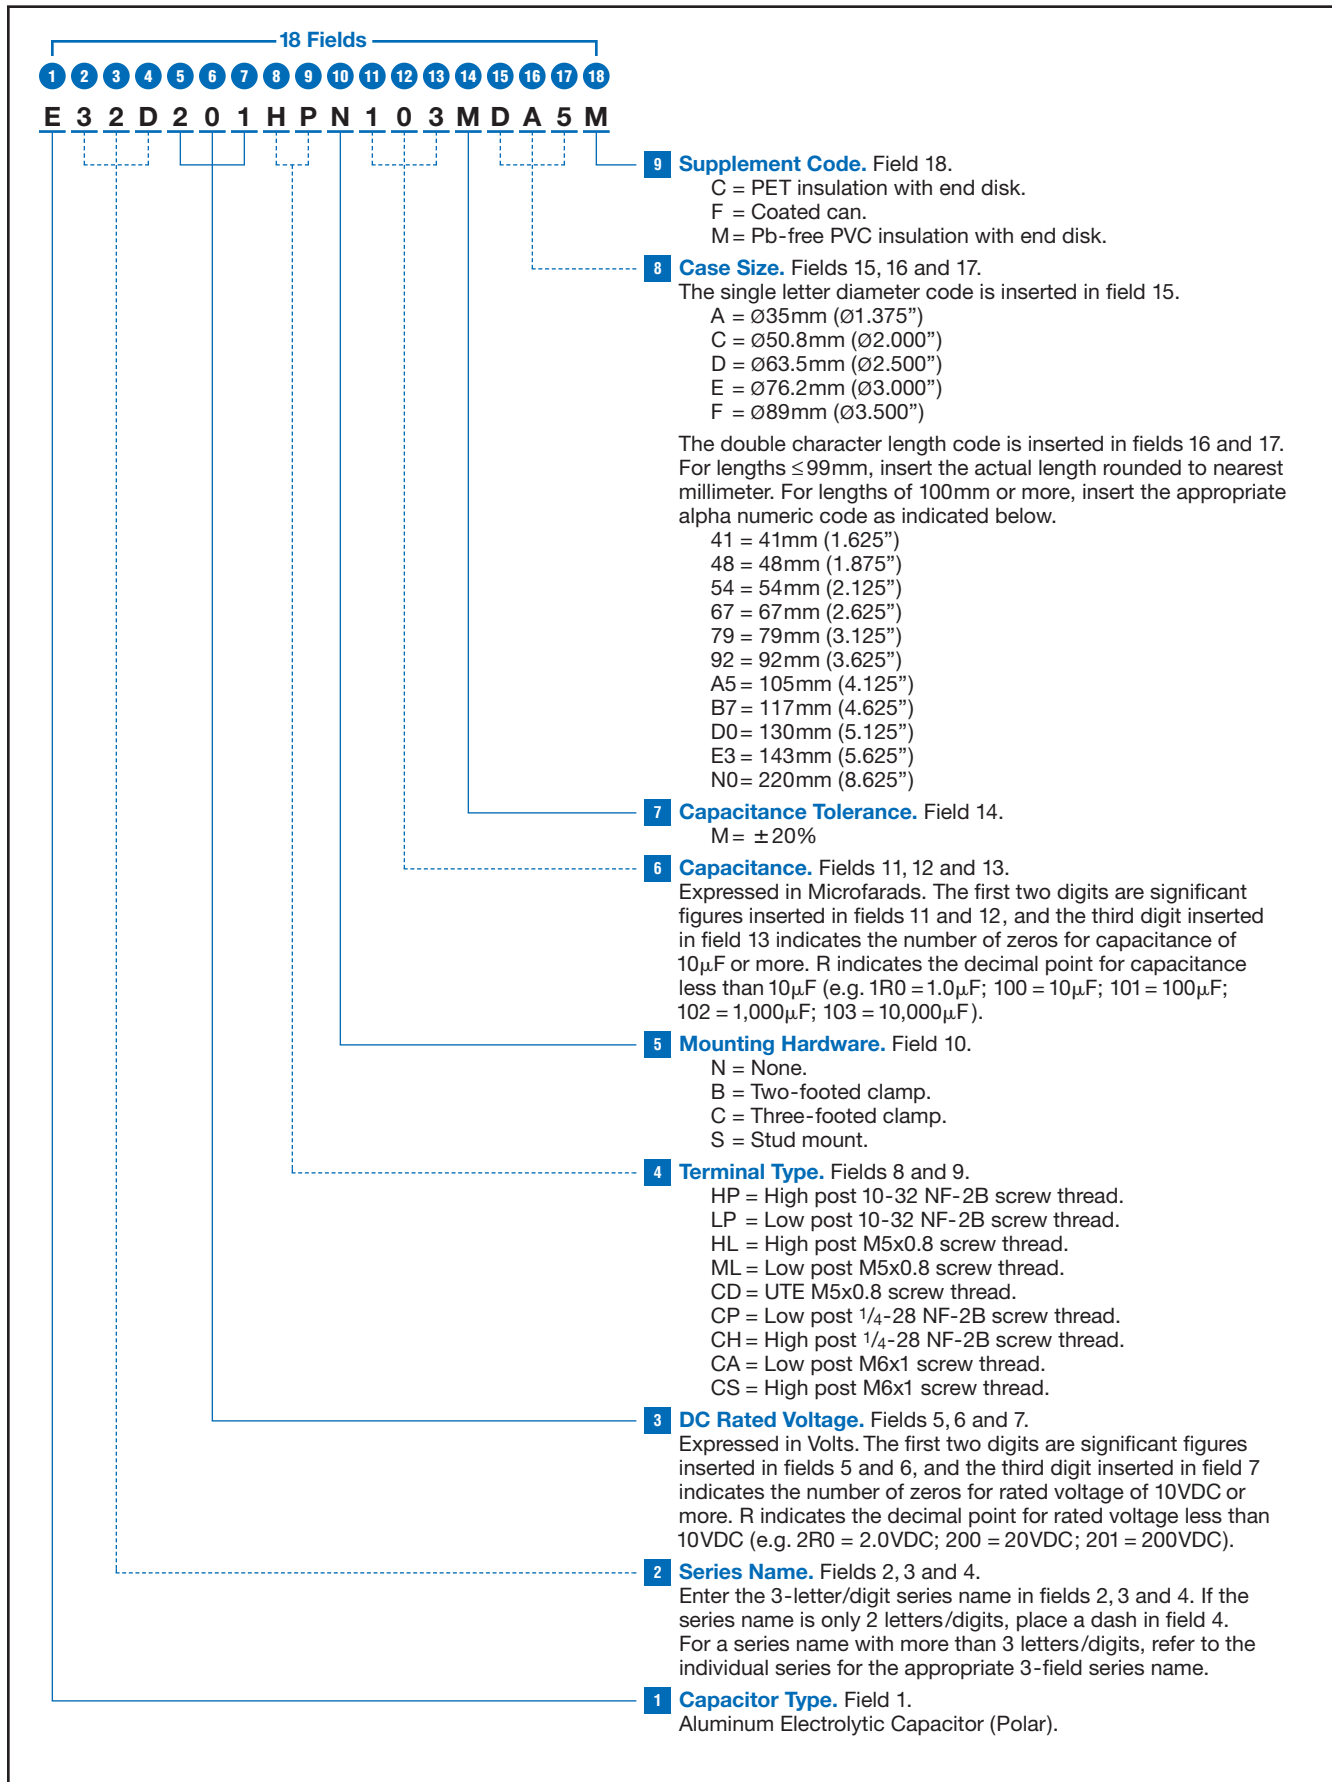 18 Fields
1 2 3 4 5 6 7 8 9 10 11 12 13 14 15 16 17 18
E 3 2 D 2 0 1 H P N 1 0 3 M D A 5 M
9 Supplement Code. Field 18.
C = PET insulation with end disk.
F = Coated can.
M = Pb-free PVC insulation with end disk.
8 Case Size. Fields 15, 16 and 17.
The single letter diameter code is inserted in field 15.
A = Ø35mm (Ø1.375”)
C = Ø50.8mm (Ø2.000”)
D = Ø63.5mm (Ø2.500”)
E = Ø76.2mm (Ø3.000”)
F = Ø89mm (Ø3.500”)
The double character length code is inserted in fields 16 and 17.
For lengths ≤99mm, insert the actual length rounded to nearest
millimeter. For lengths of 100mm or more, insert the appropriate
alpha numeric code as indicated below.
41 = 41mm (1.625”)
48 = 48mm (1.875”)
54 = 54mm (2.125”)
67 = 67mm (2.625”)
79 = 79mm (3.125”)
92 = 92mm (3.625”)
A5 = 105mm (4.125”)
B7 = 117mm (4.625”)
D0 = 130mm (5.125”)
E3 = 143mm (5.625”)
N0 = 220mm (8.625”)
7 Capacitance Tolerance. Field 14.
M = ±20%
6 Capacitance. Fields 11, 12 and 13.
Expressed in Microfarads. The first two digits are significant
figures inserted in fields 11 and 12, and the third digit inserted
in field 13 indicates the number of zeros for capacitance of
10µF or more. R indicates the decimal point for capacitance
less than 10µF (e.g. 1R0 = 1.0µF; 100 = 10µF; 101 = 100µF;
102 = 1,000µF; 103 = 10,000µF).
5 Mounting Hardware. Field 10.
N = None.
B = Two-footed clamp.
C = Three-footed clamp.
S = Stud mount.
4 Terminal Type. Fields 8 and 9.
HP = High post 10-32 NF-2B screw thread.
LP = Low post 10-32 NF-2B screw thread.
HL = High post M5x0.8 screw thread.
ML = Low post M5x0.8 screw thread.
CD = UTE M5x0.8 screw thread.
CP = Low post 1/4-28 NF-2B screw thread.
CH = High post 1/4-28 NF-2B screw thread.
CA = Low post M6x1 screw thread.
CS = High post M6x1 screw thread.
3 DC Rated Voltage. Fields 5, 6 and 7.
Expressed in Volts. The first two digits are significant figures
inserted in fields 5 and 6, and the third digit inserted in field 7
indicates the number of zeros for rated voltage of 10VDC or
more. R indicates the decimal point for rated voltage less than
10VDC (e.g. 2R0 = 2.0VDC; 200 = 20VDC; 201 = 200VDC).
2 Series Name. Fields 2, 3 and 4.
Enter the 3-letter/digit series name in fields 2, 3 and 4. If the
series name is only 2 letters/digits, place a dash in field 4.
For a series name with more than 3 letters/digits, refer to the
individual series for the appropriate 3-field series name.
1 Capacitor Type. Field 1.
Aluminum Electrolytic Capacitor (Polar).